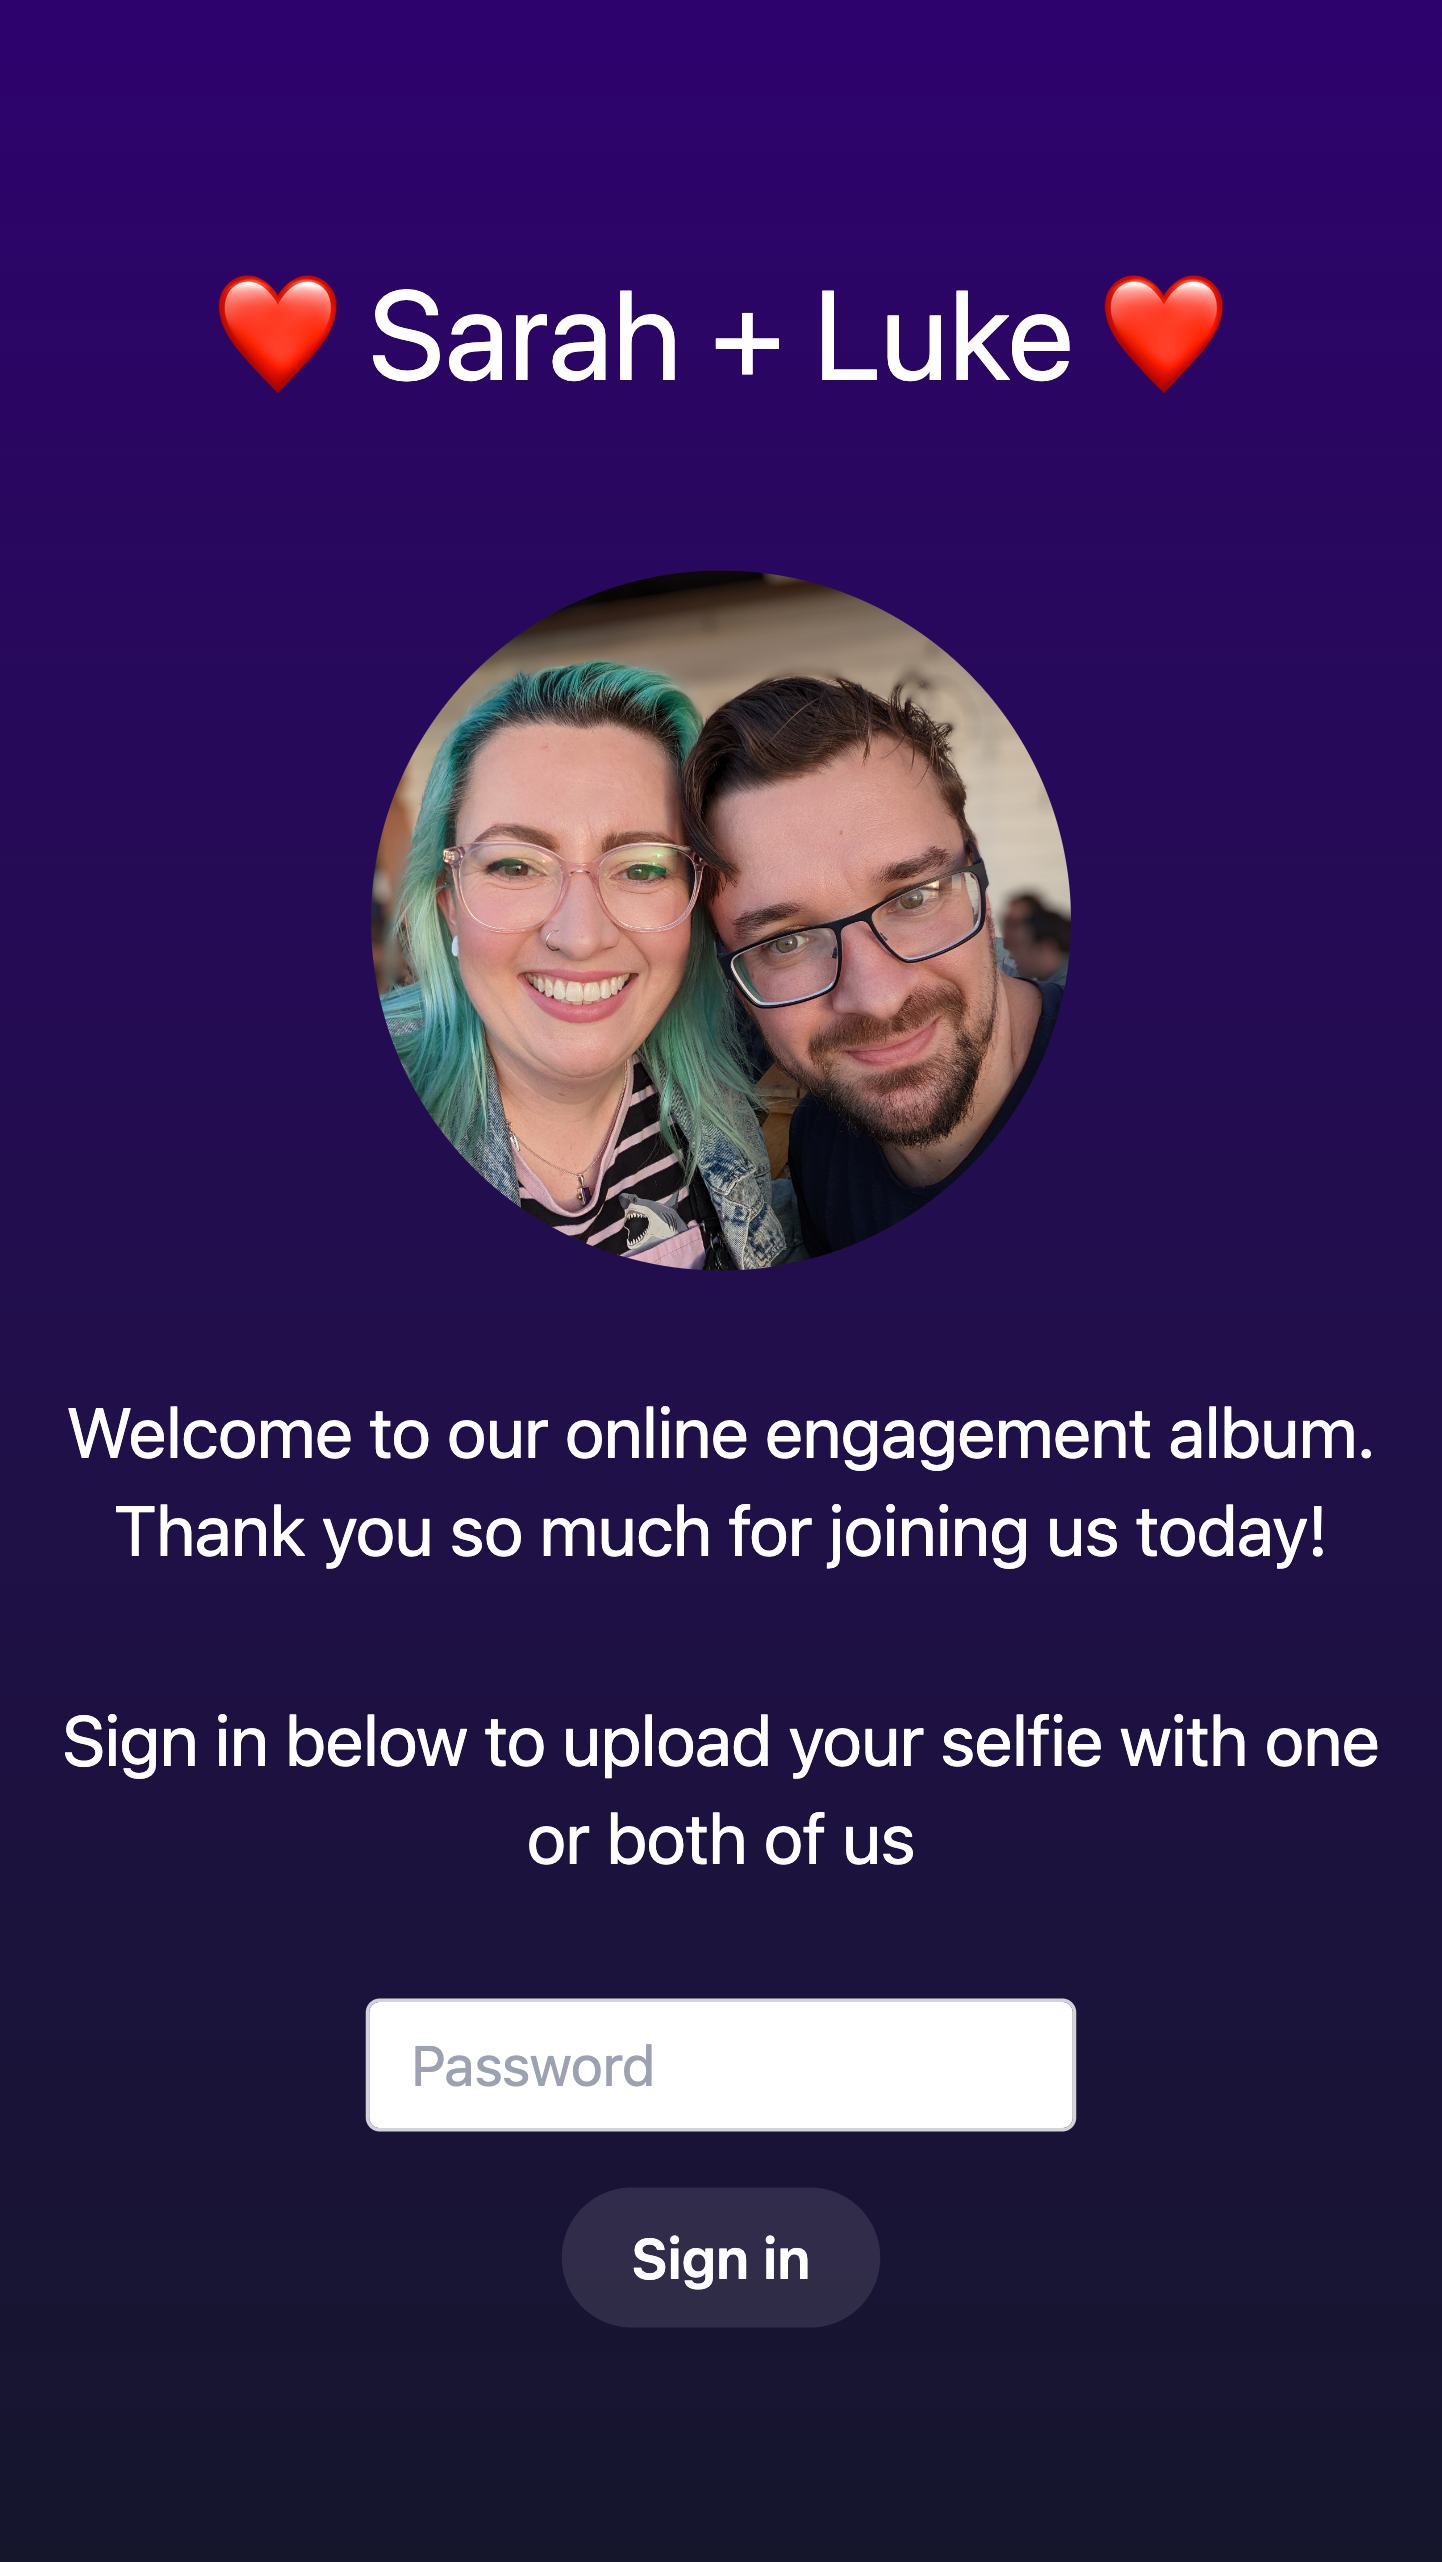 ❤️ Sarah + Luke ❤️
Welcome to our online engagement album.
Thank you so much for joining us today!
Sign in below to upload your selfie with one
or both of us
Password
Sign in